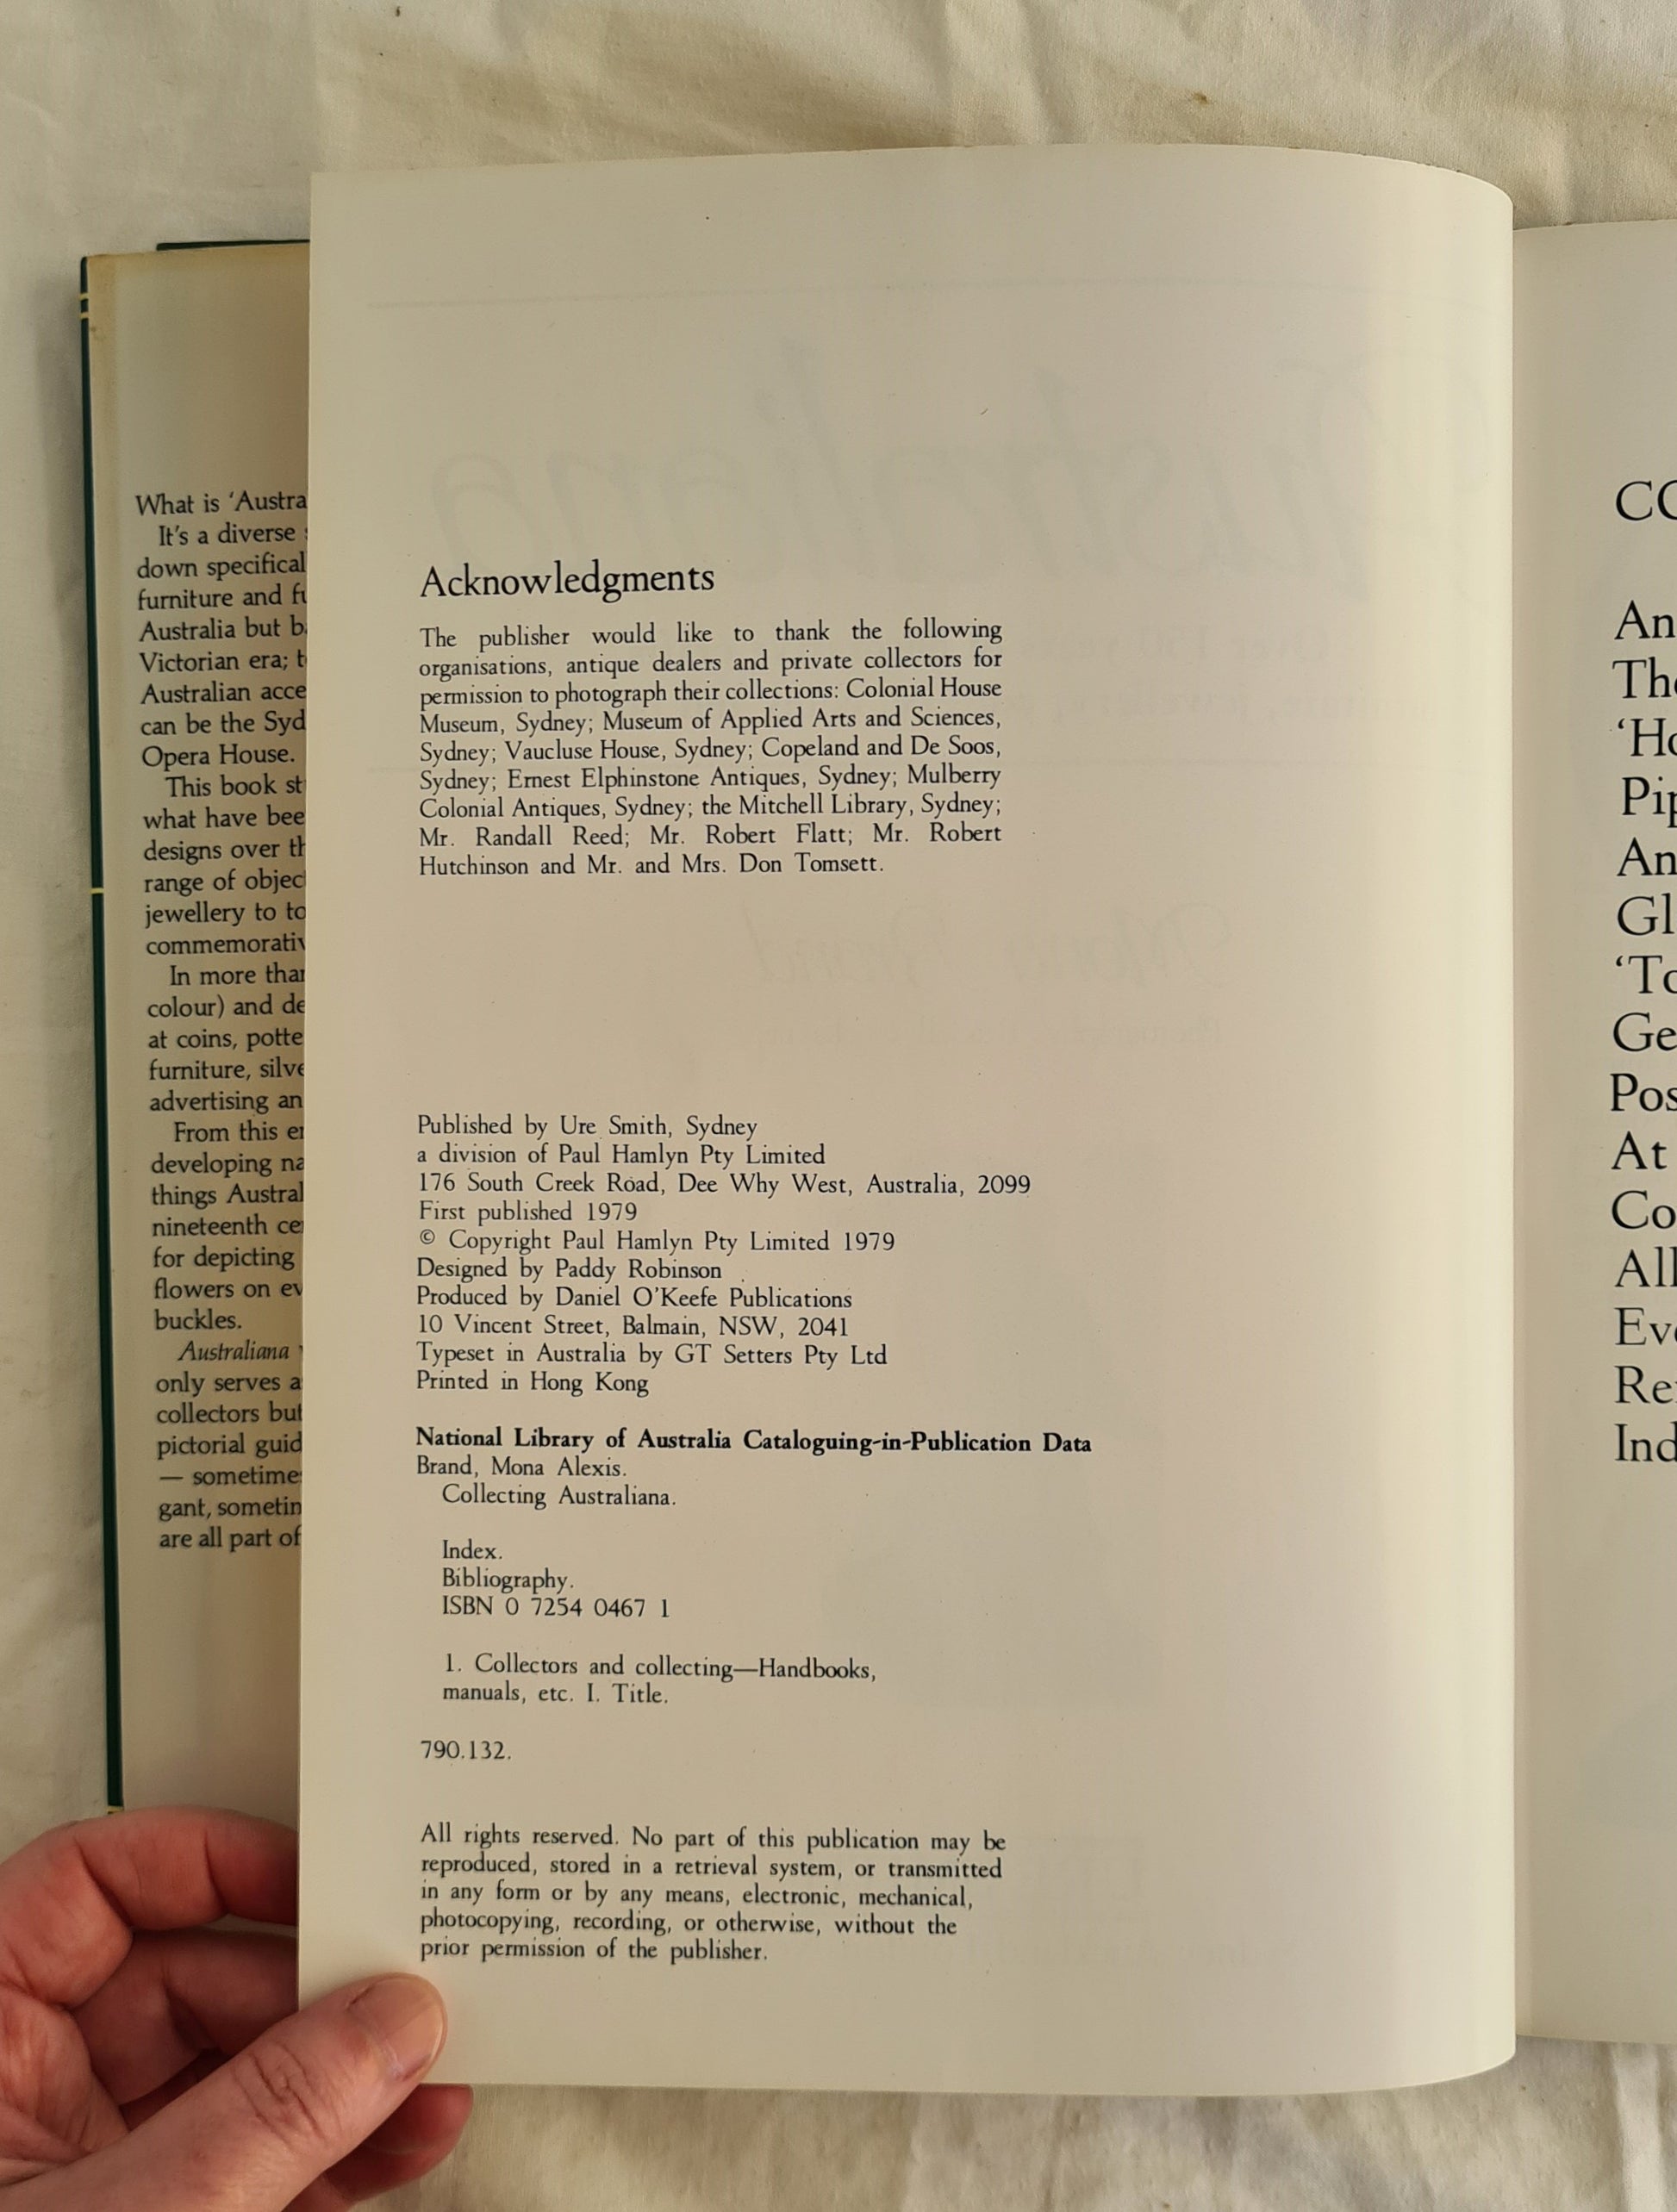 What is ‘Austra
It's a diverse
down specifical
furniture and fu
Australia but b
Victorian era; t
Australian acce
can be the Syd
Opera House.
This book st
what have bee
designs over th
range of objec
jewellery to to
commemorativ
In more than
colour) and de
at coins, potte
furniture, silve
advertising an
From this er
developing na
things Austral
nineteenth ce
for depicting
flowers on ev
buckles.
Australiana
only serves a
collectors but
pictorial guid
— sometime
gant, sometim
are all part of
Acknowledgments
The publisher would like to thank the following
organisations, antique dealers and private collectors for
permission to photograph their collections: Colonial House
Museum, Sydney; Museum of Applied Arts and Sciences,
Sydney; Vaucluse House, Sydney; Copeland and De Soos,
Sydney; Ernest Elphinstone Antiques, Sydney; Mulberry
Colonial Antiques, Sydney; the Mitchell Library, Sydney;
Mr. Randall Reed; Mr. Robert Flatt; Mr. Robert
Hutchinson and Mr. and Mrs. Don Tomsett.
Published by Ure Smith, Sydney
a division of Paul Hamlyn Pty Limited
176 South Creek Road, Dee Why West, Australia, 2099
First published 1979
© Copyright Paul Hamlyn Pty Limited 1979
Designed by Paddy Robinson
Produced by Daniel O'Keefe Publications
10 Vincent Street, Balmain, NSW, 2041
Typeset in Australia by GT Setters Pty Ltd
Printed in Hong Kong
National Library of Australia Cataloguing-in-Publication Data
Brand, Mona Alexis.
Collecting Australiana.
Index.
Bibliography.
ISBN 0 7254 0467 1
1. Collectors and collecting—Handbooks,
manuals, etc. I. Title.
790.132.
All rights reserved. No part of this publication may be
reproduced, stored in a retrieval system, or transmitted
in any form or by any means, electronic, mechanical,
photocopying, recording, or otherwise, without the
prior permission of the publisher.
CO
An
The
‘Ho
Pip
An
Gl
‘To
Ge
Pos
At
Co
All
Eve
Re
Ind